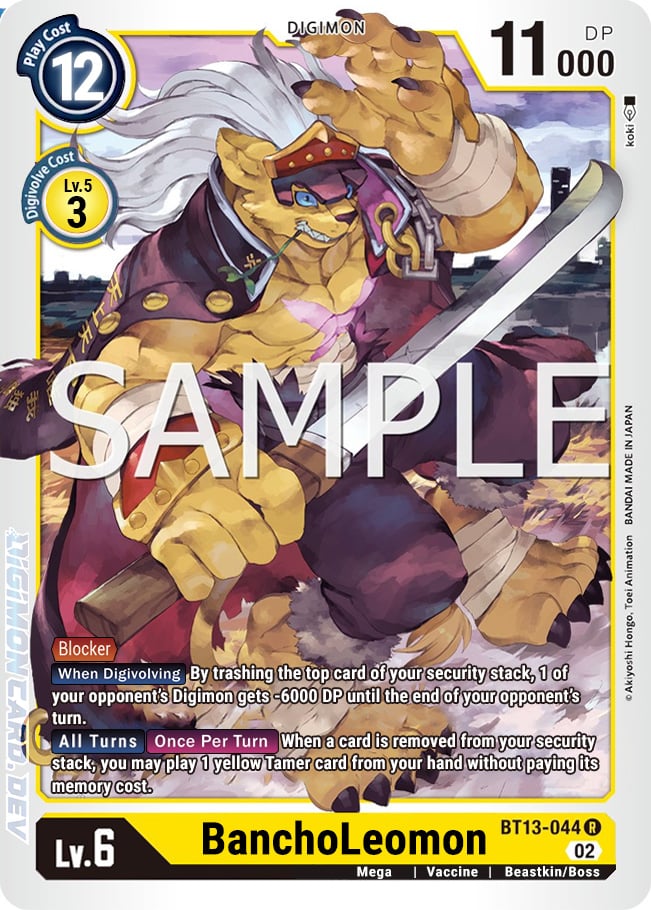 DIGIMON
Play Cost
12
11000
DP
Digivolve Cost
Lv.5
3
koki
SAMPLE
BANDAI MADE IN JAPAN
© Akiyoshi Hongo, Toei Animation
DIGIMONCARD.DEV
Blocker
When Digivolving By trashing the top card of your security stack, 1 of
your opponent's Digimon gets -6000 DP until the end of your opponent's
turn.
All Turns Once Per Turn When a card is removed from your security
stack, you may play 1 yellow Tamer card from your hand without paying its
memory cost.
Lv.6
BanchoLeomon
BT13-044 R
02
Mega | Vaccine | Beastkin/Boss